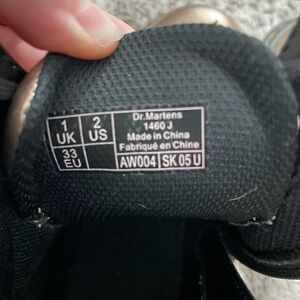 1 UK
2 US
33 EU
Dr.Martens
1460 J
Made in China
Fabriqué en Chine
AW004 SK 05 U